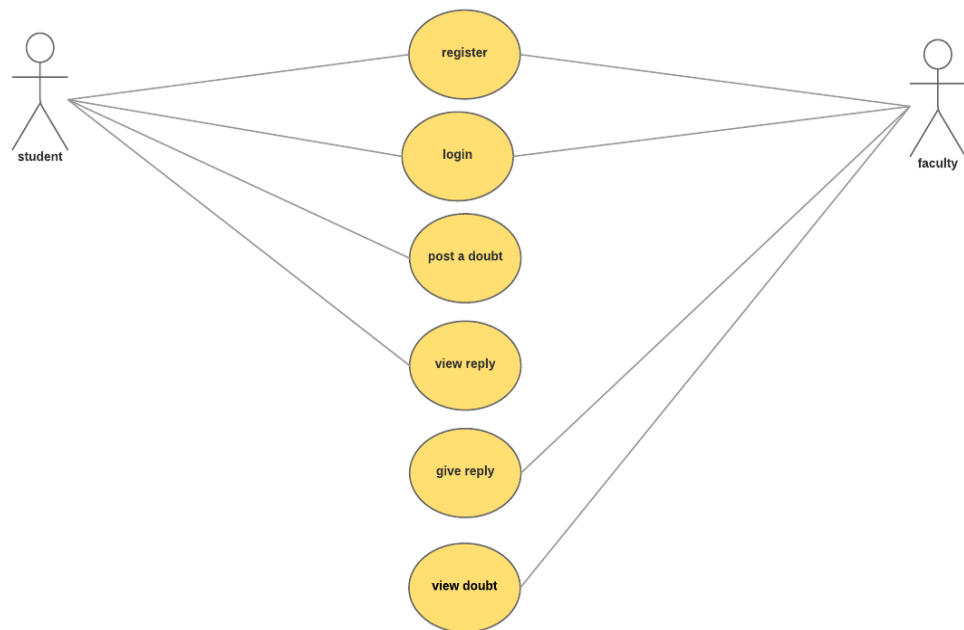 register
student
login
faculty
post a doubt
view reply
give reply
view doubt